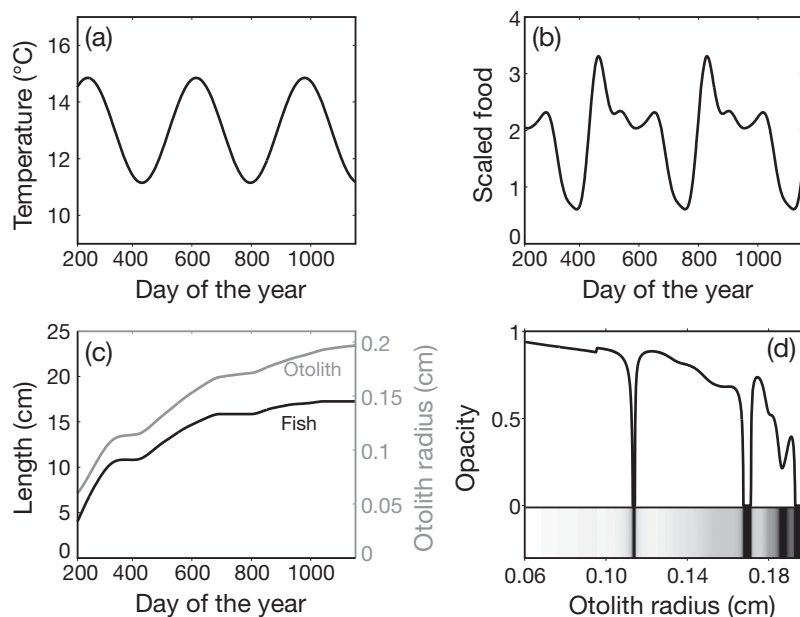 (a)
Temperature (°C)
16
14
12
10
200 400 600 800 1000
Day of the year
(b)
Scaled food
4
3
2
1
0
200 400 600 800 1000
Day of the year
(c)
Length (cm)
25
20
15
10
5
0
Otolith
Fish
0.2
0.15
0.1
0.05
0
Otolith radius (cm)
200 400 600 800 1000
Day of the year
(d)
Opacity
1
0.5
0
0.06 0.10 0.14 0.18
Otolith radius (cm)